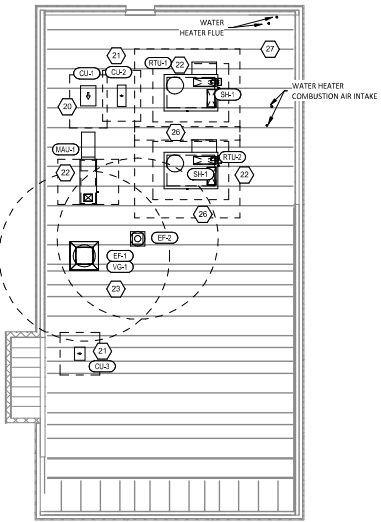 WATER
HEATER FLUE
27
21
RTU-1
22
CU-1
CU-2
WATER HEATER
COMBUSTION AIR INTAKE
SH-1
20
26
MAU-1
RTU-2
22
SH-1
22
26
EF-2
EF-1
VG-1
23
21
CU-3